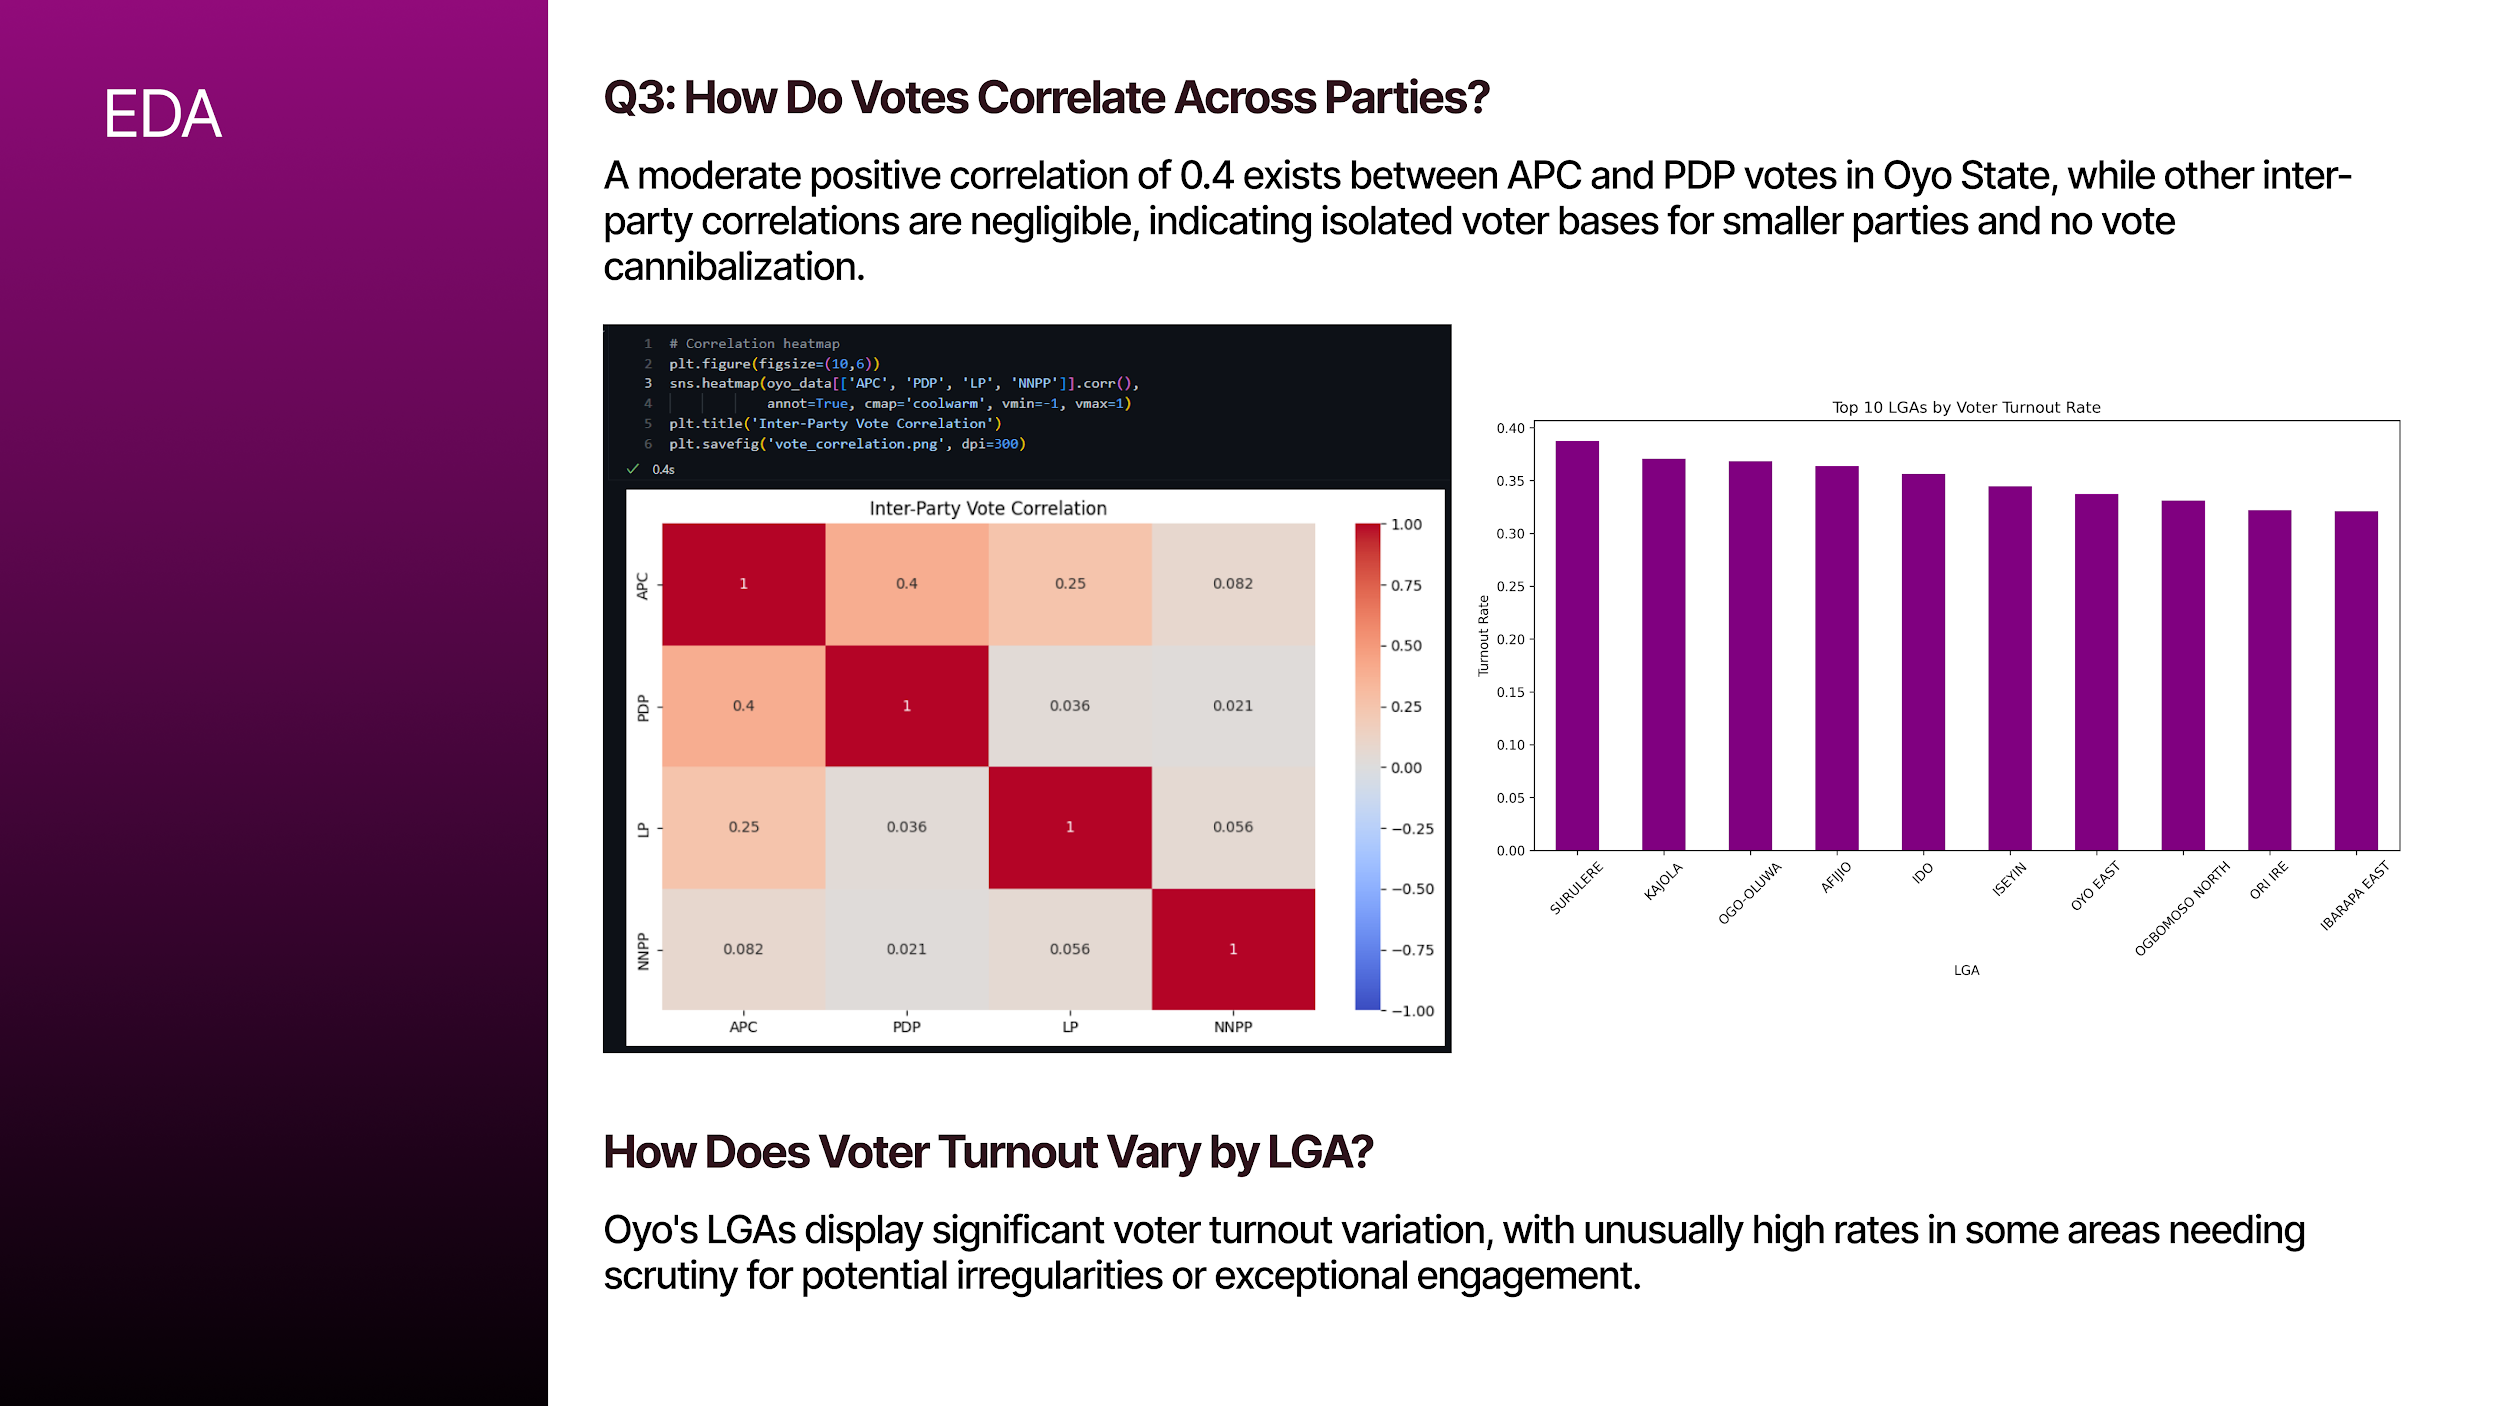 EDA
Q3: How Do Votes Correlate Across Parties?
A moderate positive correlation of 0.4 exists between APC and PDP votes in Oyo State, while other inter-
party correlations are negligible, indicating isolated voter bases for smaller parties and no vote
cannibalization.
1 # Correlation heatmap
2 plt.figure(figsize=(10,6))
3 sns.heatmap(oyo_data[['APC', 'PDP', 'LP', 'NNPP']].corr(),
4 annot=True, cmap='coolwarm', vmin=-1, vmax=1)
5 plt.title('Inter-Party Vote Correlation')
6 plt.savefig('vote_correlation.png', dpi=300)
✓ 0.4s
Inter-Party Vote Correlation
APC 1 0.4 0.25 0.082
PDP 0.4 1 0.036 0.021
LP 0.25 0.036 1 0.056
NNPP 0.082 0.021 0.056 1
APC PDP LP NNPP
1.00
0.75
0.50
0.25
0.00
−0.25
−0.50
−0.75
−1.00
Top 10 LGAs by Voter Turnout Rate
Turnout Rate
0.40
0.35
0.30
0.25
0.20
0.15
0.10
0.05
0.00
SURULERE
KAJOLA
OGO-OLUWA
AFIJIO
IDO
ISEYIN
OYO EAST
OGBOMOSO NORTH
ORI IRE
IBARAPA EAST
LGA
How Does Voter Turnout Vary by LGA?
Oyo's LGAs display significant voter turnout variation, with unusually high rates in some areas needing
scrutiny for potential irregularities or exceptional engagement.